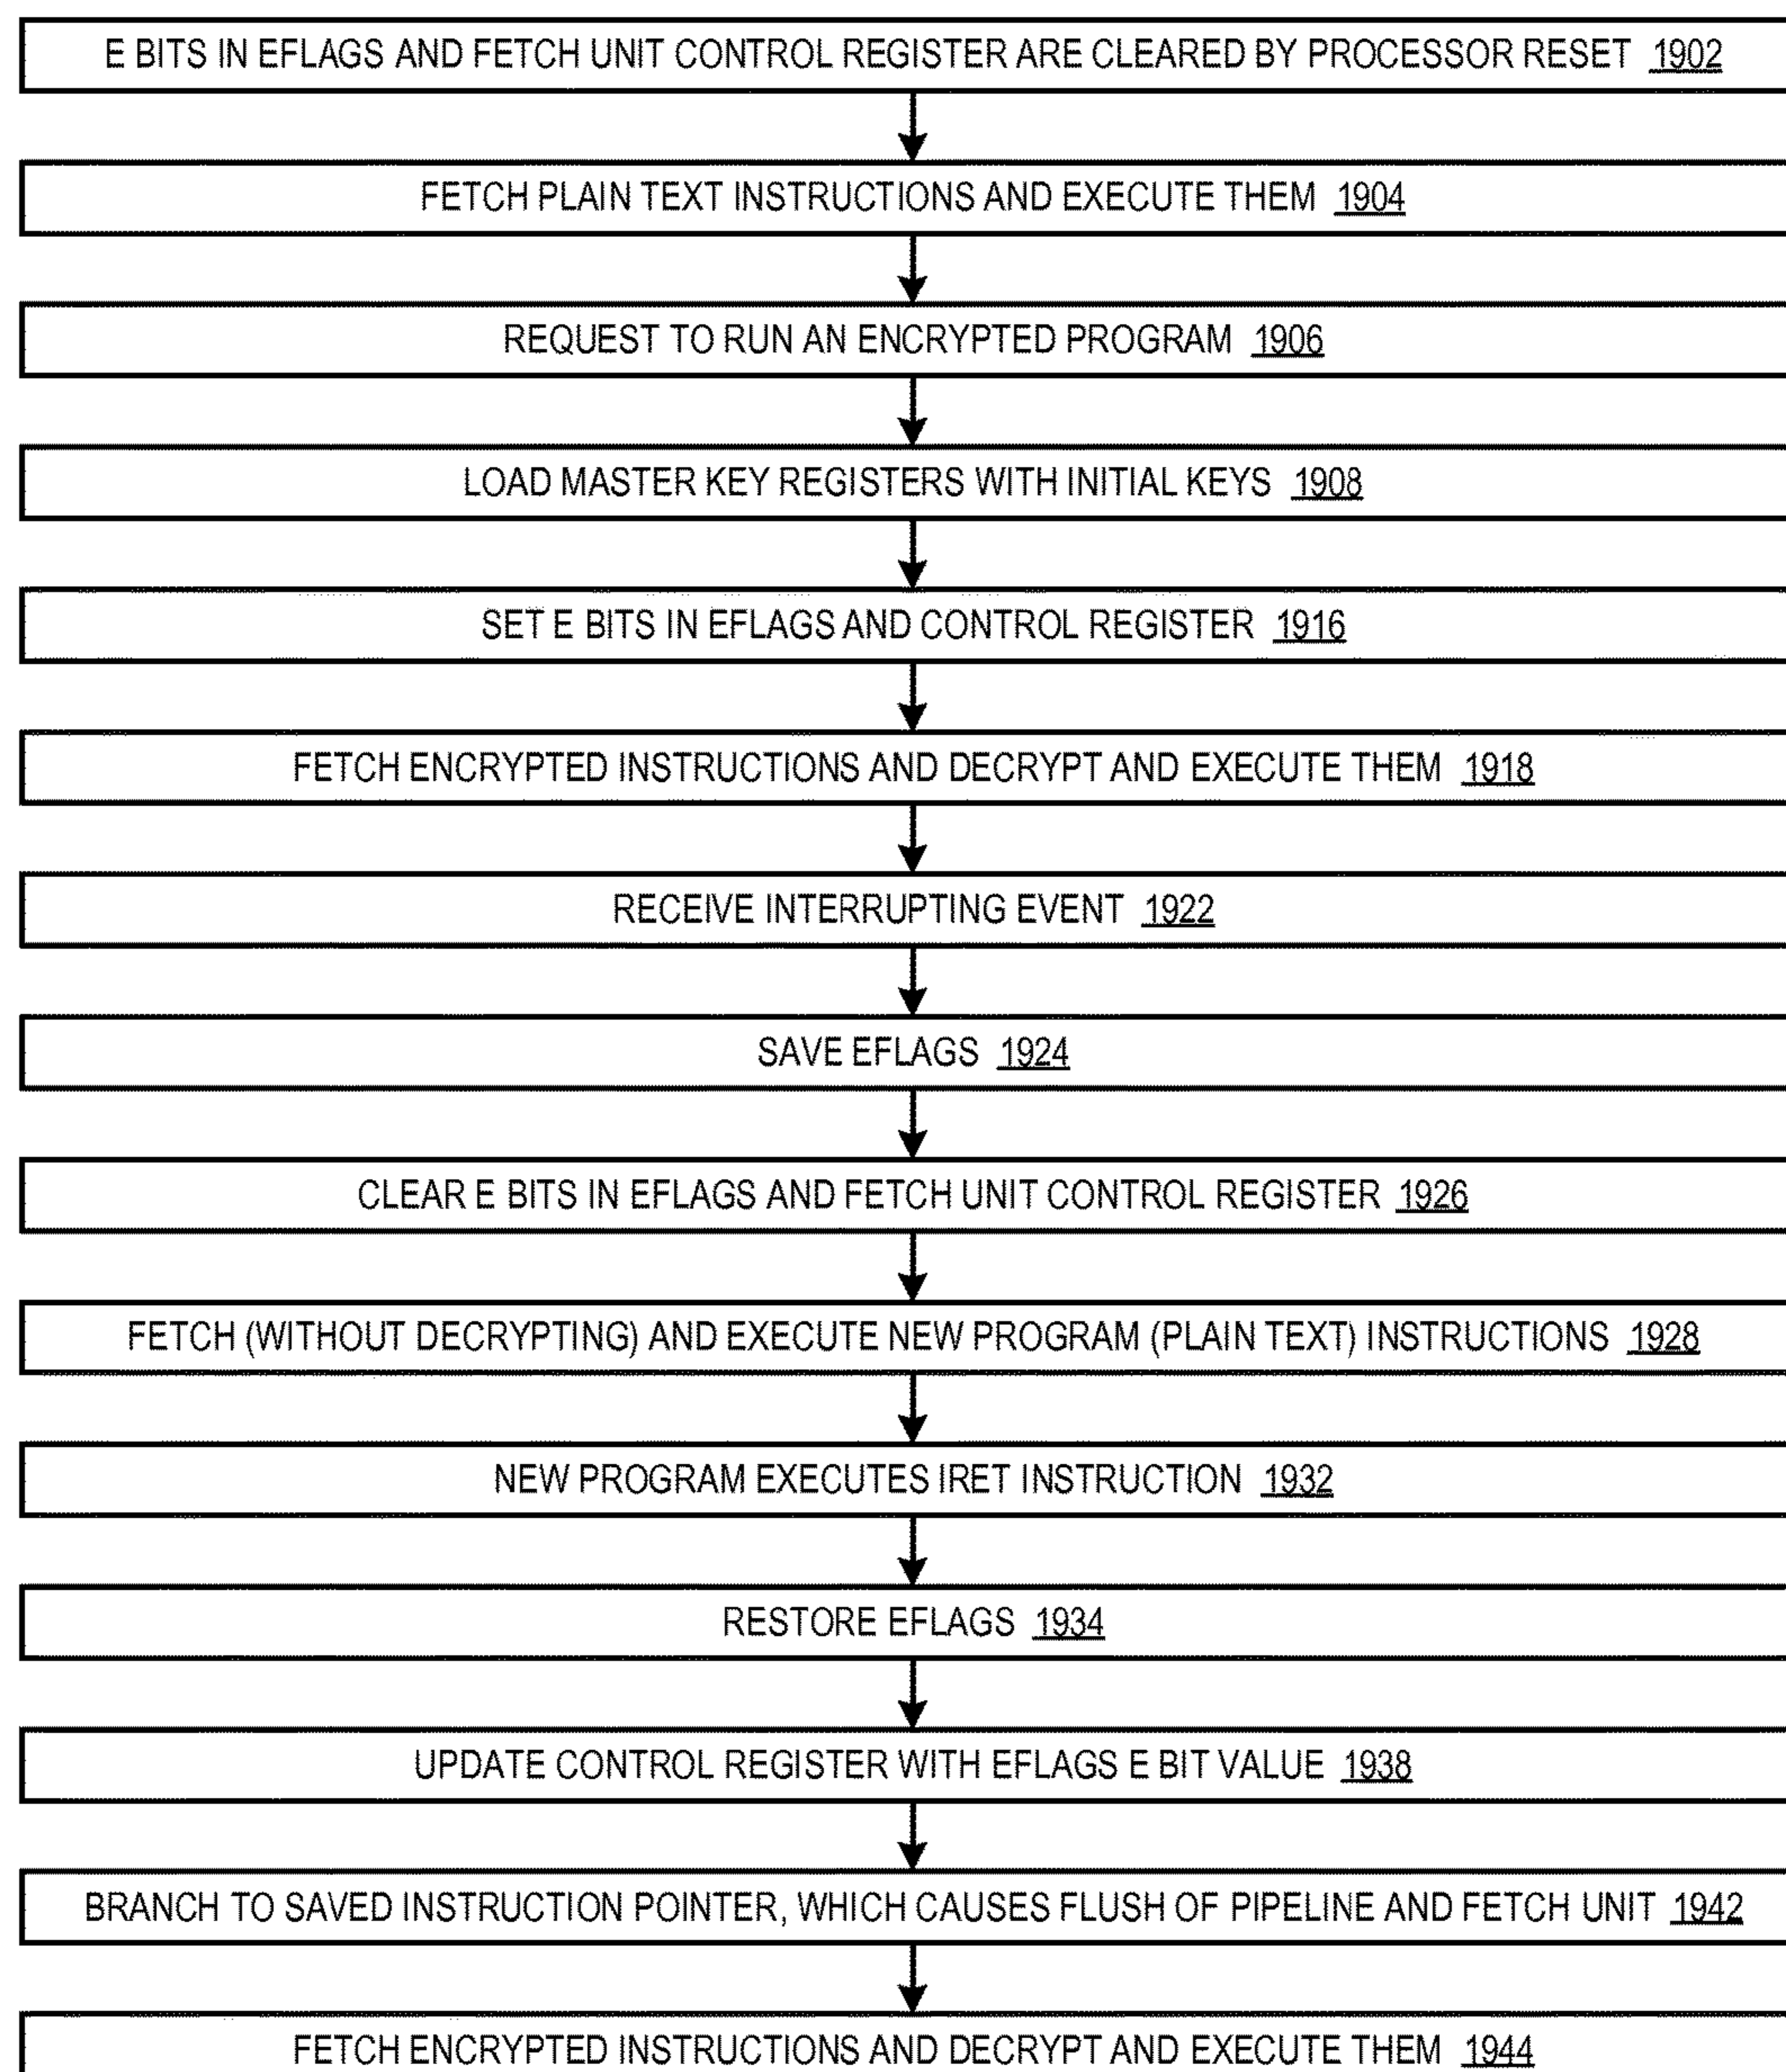 E BITS IN EFLAGS AND FETCH UNIT CONTROL REGISTER ARE CLEARED BY PROCESSOR RESET 1902
FETCH PLAIN TEXT INSTRUCTIONS AND EXECUTE THEM 1904
REQUEST TO RUN AN ENCRYPTED PROGRAM 1906
LOAD MASTER KEY REGISTERS WITH INITIAL KEYS 1908
SET E BITS IN EFLAGS AND CONTROL REGISTER 1916
FETCH ENCRYPTED INSTRUCTIONS AND DECRYPT AND EXECUTE THEM 1918
RECEIVE INTERRUPTING EVENT 1922
SAVE EFLAGS 1924
CLEAR E BITS IN EFLAGS AND FETCH UNIT CONTROL REGISTER 1926
FETCH (WITHOUT DECRYPTING) AND EXECUTE NEW PROGRAM (PLAIN TEXT) INSTRUCTIONS 1928
NEW PROGRAM EXECUTES IRET INSTRUCTION 1932
RESTORE EFLAGS 1934
UPDATE CONTROL REGISTER WITH EFLAGS E BIT VALUE 1938
BRANCH TO SAVED INSTRUCTION POINTER, WHICH CAUSES FLUSH OF PIPELINE AND FETCH UNIT 1942
FETCH ENCRYPTED INSTRUCTIONS AND DECRYPT AND EXECUTE THEM 1944